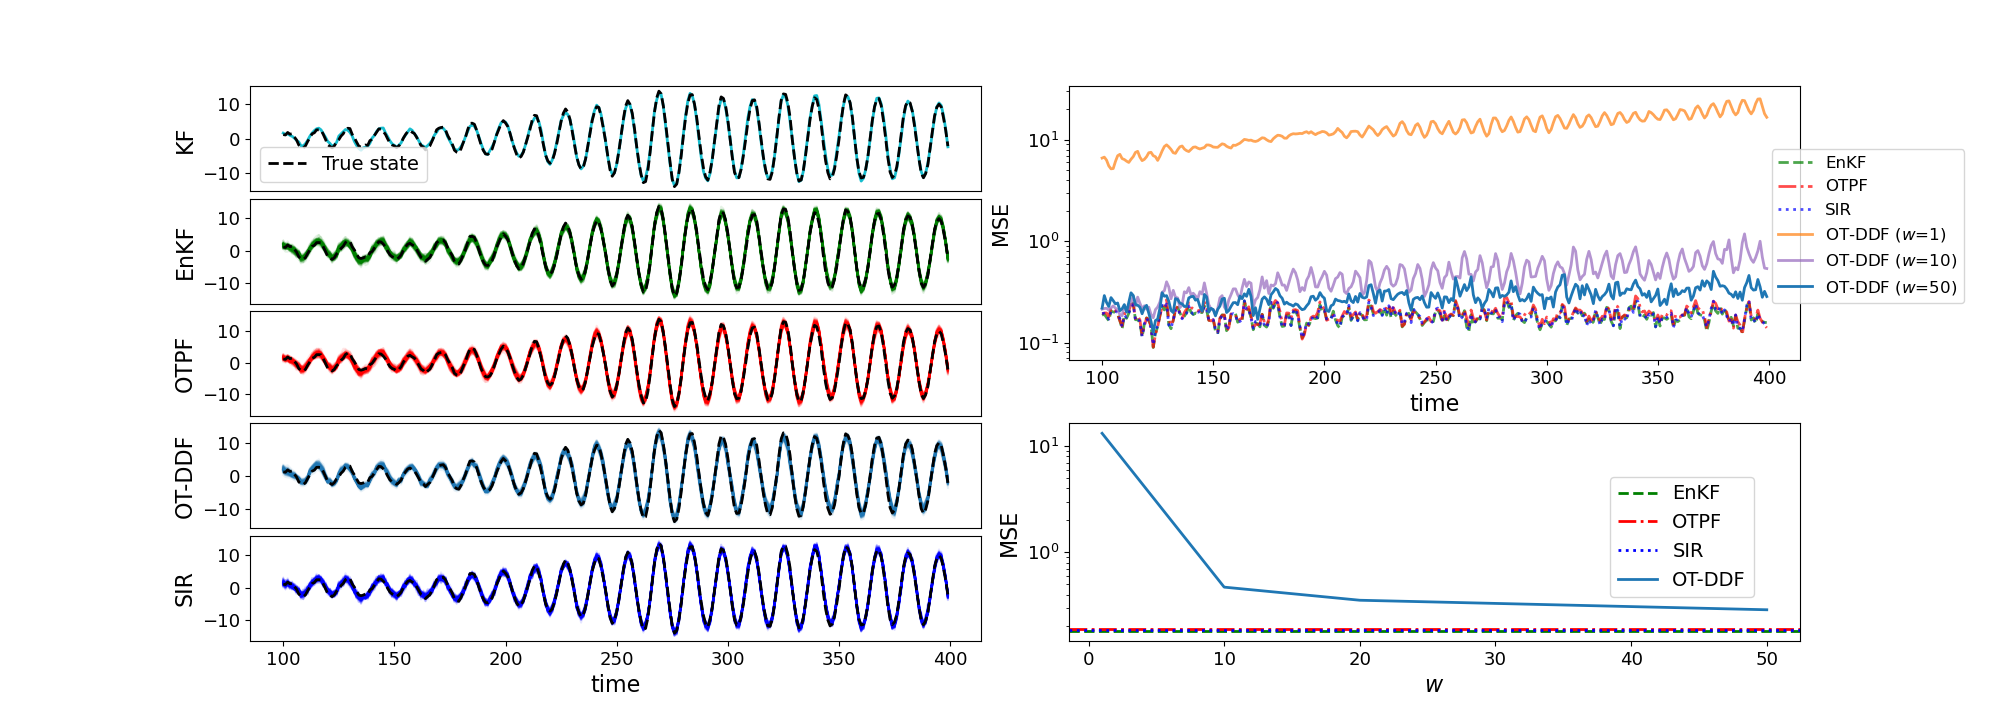 KF
10
0
−10
True state
EnKF
10
0
−10
OTPF
10
0
−10
OT-DDF
10
0
−10
SIR
10
0
−10
100 150 200 250 300 350 400
time
MSE
10¹
10⁰
10⁻¹
100 150 200 250 300 350 400
time
EnKF
OTPF
SIR
OT-DDF (w=1)
OT-DDF (w=10)
OT-DDF (w=50)
MSE
10¹
10⁰
EnKF
OTPF
SIR
OT-DDF
0 10 20 30 40 50
w